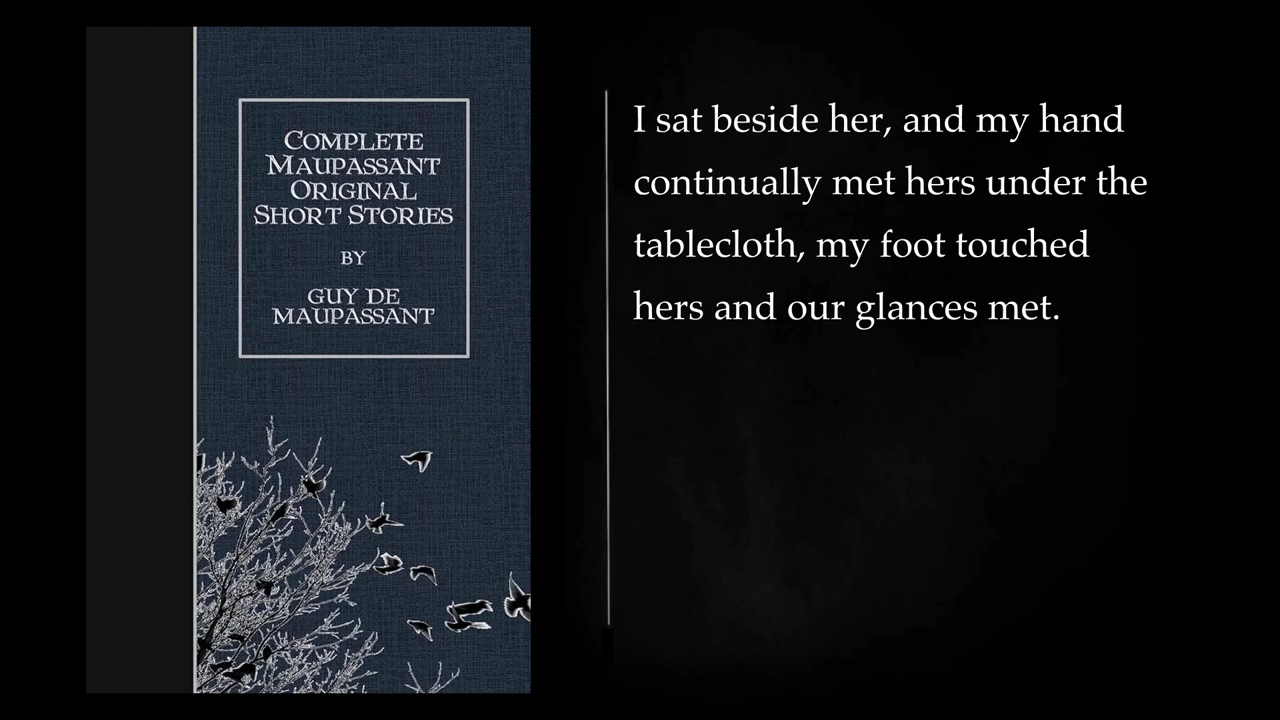 COMPLETE
MAUPASSANT
ORIGINAL
SHORT STORIES
BY
GUY DE
MAUPASSANT
I sat beside her, and my hand
continually met hers under the
tablecloth, my foot touched
hers and our glances met.